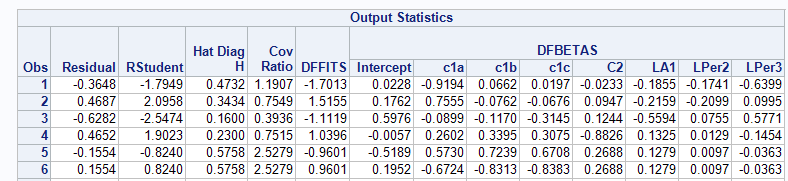 Output Statistics
Hat Diag Cov DFBETAS
Obs Residual RStudent H Ratio DFFITS Intercept c1a c1b c1c C2 LA1 LPer2 LPer3
1 -0.3648 -1.7949 0.4732 1.1907 -1.7013 0.0228 -0.9194 0.0662 0.0197 -0.0233 -0.1855 -0.1741 -0.6399
2 0.4687 2.0958 0.3434 0.7549 1.5155 0.1762 0.7555 -0.0762 -0.0676 0.0947 -0.2159 -0.2099 0.0995
3 -0.6282 -2.5474 0.1600 0.3936 -1.1119 0.5976 -0.0899 -0.1170 -0.3145 0.1244 -0.5594 0.0755 0.5771
4 0.4652 1.9023 0.2300 0.7515 1.0396 -0.0057 0.2602 0.3395 0.3075 -0.8826 0.1325 0.0129 -0.1454
5 -0.1554 -0.8240 0.5758 2.5279 -0.9601 -0.5189 0.5730 0.7239 0.6708 0.2688 0.1279 0.0097 -0.0363
6 0.1554 0.8240 0.5758 2.5279 0.9601 0.1952 -0.6724 -0.8313 -0.8383 0.2688 0.1279 0.0097 -0.0363